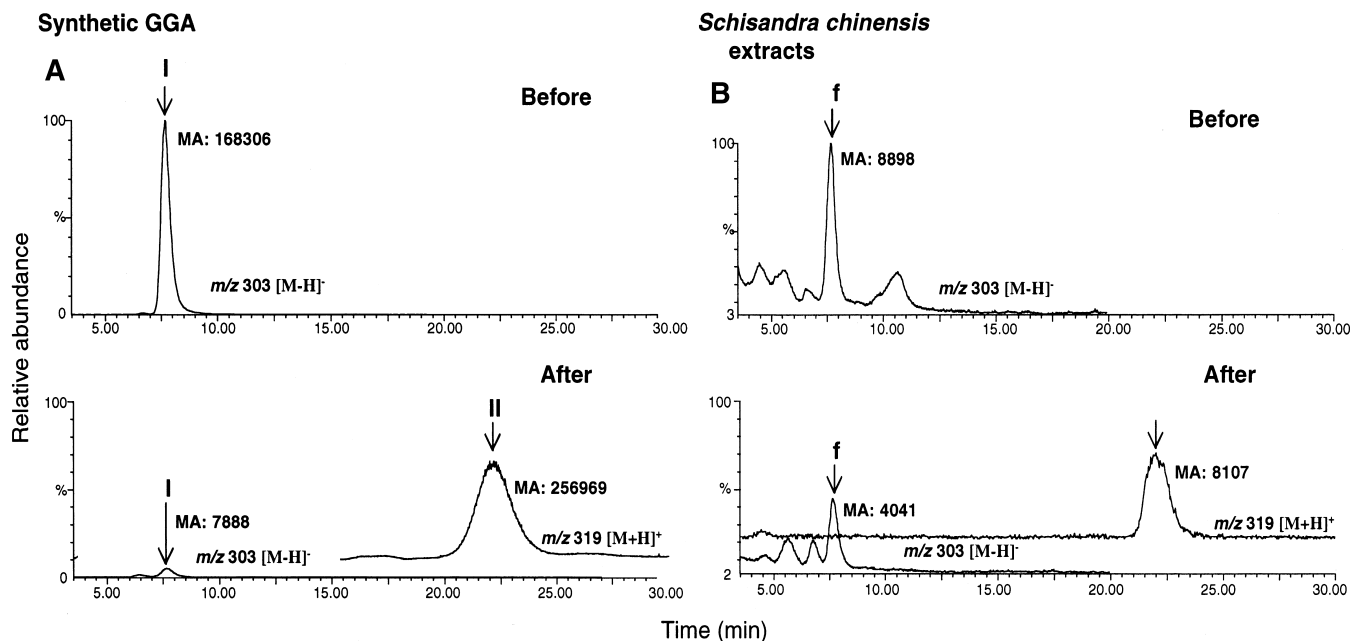 Synthetic GGA
Schisandra chinensis
extracts
A
I
Before
100
MA: 168306
%
m/z 303 [M-H]-
0
5.00 10.00 15.00 20.00 25.00 30.00
B
f
Before
100
MA: 8898
%
m/z 303 [M-H]-
3
5.00 10.00 15.00 20.00 25.00 30.00
Relative abundance
After
100
II
%
MA: 256969
I
MA: 7888
m/z 319 [M+H]+
m/z 303 [M-H]-
0
5.00 10.00 15.00 20.00 25.00 30.00
After
100
f
%
MA: 8107
MA: 4041
m/z 319 [M+H]+
m/z 303 [M-H]-
2
5.00 10.00 15.00 20.00 25.00 30.00
Time (min)